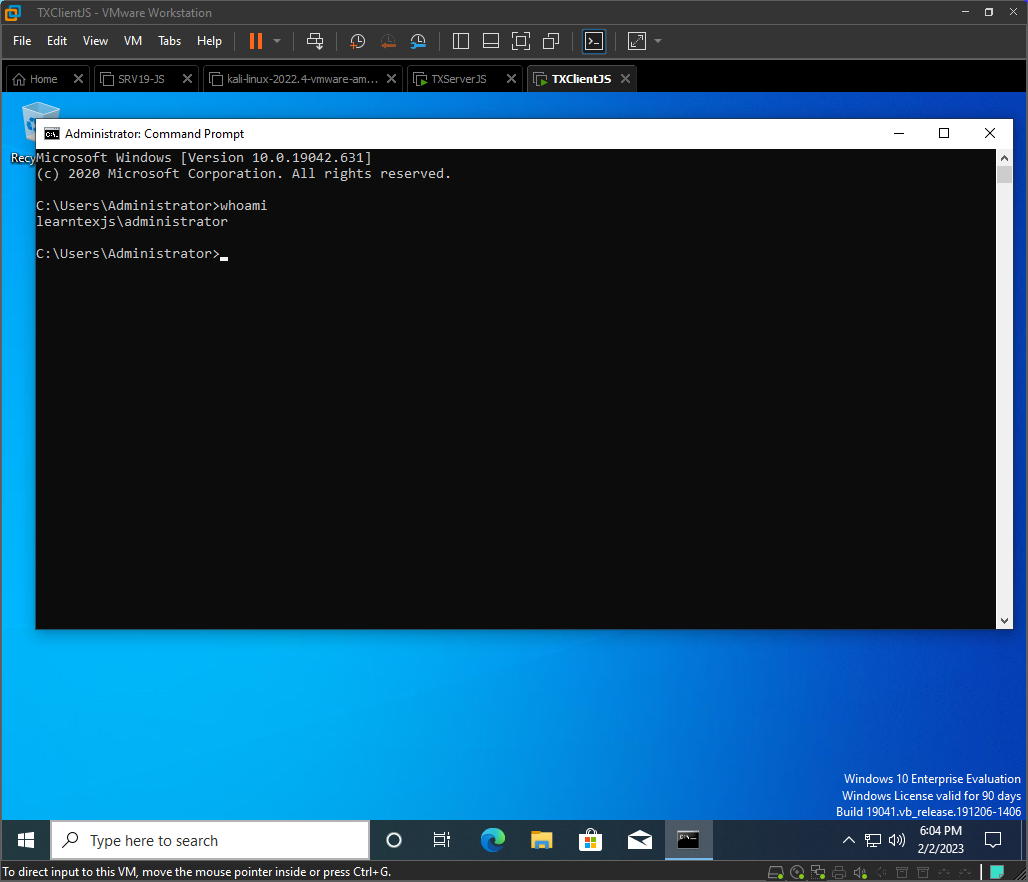 TXClientJS - VMware Workstation
File Edit View VM Tabs Help
Home SRV19-JS kali-linux-2022.4-vmware-am... TXServerJS TXClientJS
Administrator: Command Prompt
Recy
Microsoft Windows [Version 10.0.19042.631]
(c) 2020 Microsoft Corporation. All rights reserved.
C:\Users\Administrator>whoami
learntexjs\administrator
C:\Users\Administrator>
Windows 10 Enterprise Evaluation
Windows License valid for 90 days
Build 19041.vb_release.191206-1406
Type here to search
6:04 PM
2/2/2023
To direct input to this VM, move the mouse pointer inside or press Ctrl+G.